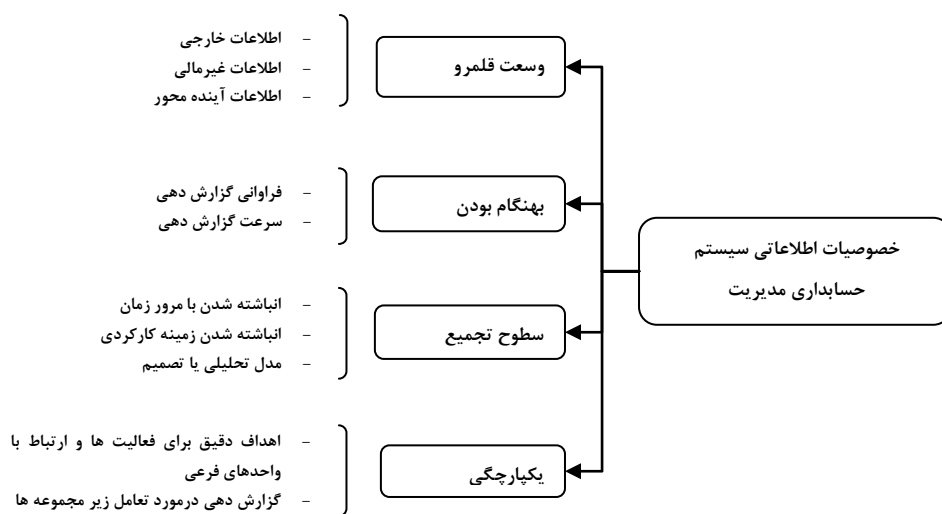 خصوصیات اطلاعاتی سیستم
حسابداری مدیریت
وسعت قلمرو
- اطلاعات خارجی
- اطلاعات غیرمالی
- اطلاعات آینده محور
بهنگام بودن
- فراوانی گزارش دهی
- سرعت گزارش دهی
سطوح تجمیع
- انباشته شدن با مرور زمان
- انباشته شدن زمینه کارکردی
- مدل تحلیلی یا تصمیم
یکپارچگی
- اهداف دقیق برای فعالیت ها و ارتباط با
واحدهای فرعی
- گزارش دهی درمورد تعامل زیر مجموعه ها